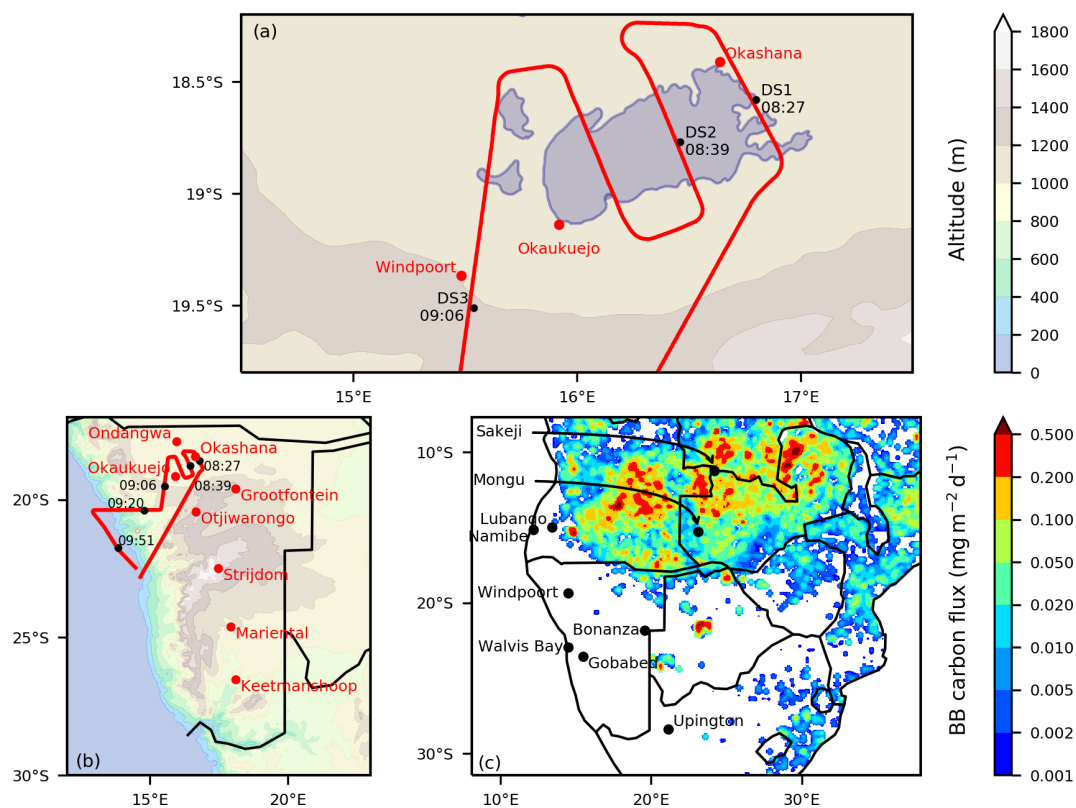 (a)
Okashana
DS1
08:27
DS2
08:39
Okaukuejo
Windpoort
DS3
09:06
18.5°S
19°S
19.5°S
15°E
16°E
17°E
1800
1600
1400
1200
1000
800
600
400
200
0
Altitude (m)
Ondangwa
Okashana
Okaukuejo
08:27
09:06
08:39
09:20
Grootfontein
Otjiwarongo
09:51
Strijdom
Mariental
Keetmanshoop
(b)
20°S
25°S
30°S
15°E
20°E
Sakeji
Mongu
Lubango
Namibe
Windpoort
Bonanza
Walvis Bay
Gobabeb
Upington
(c)
10°S
20°S
30°S
10°E
20°E
30°E
0.500
0.200
0.100
0.050
0.020
0.010
0.005
0.002
0.001
BB carbon flux (mg m⁻² d⁻¹)